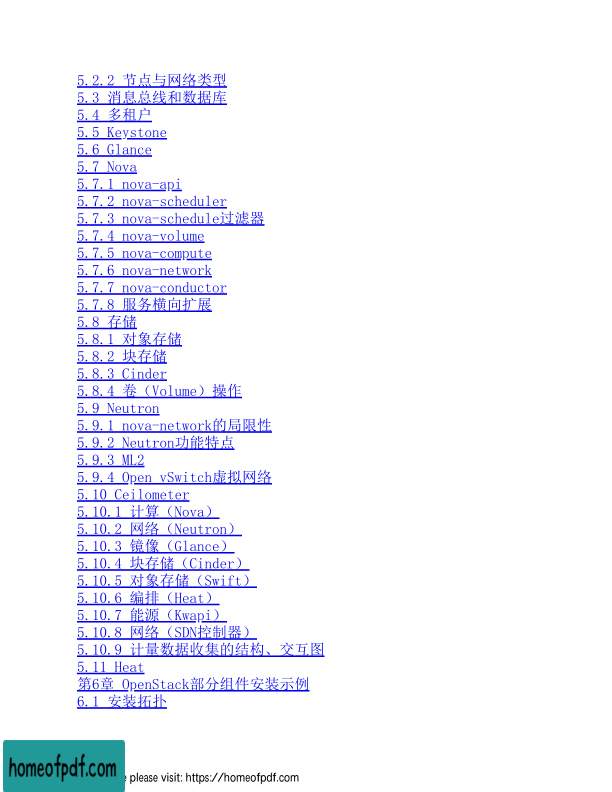 5.2.2 节点与网络类型
5.3 消息总线和数据库
5.4 多租户
5.5 Keystone
5.6 Glance
5.7 Nova
5.7.1 nova-api
5.7.2 nova-scheduler
5.7.3 nova-schedule过滤器
5.7.4 nova-volume
5.7.5 nova-compute
5.7.6 nova-network
5.7.7 nova-conductor
5.7.8 服务横向扩展
5.8 存储
5.8.1 对象存储
5.8.2 块存储
5.8.3 Cinder
5.8.4 卷（Volume）操作
5.9 Neutron
5.9.1 nova-network的局限性
5.9.2 Neutron功能特点
5.9.3 ML2
5.9.4 Open vSwitch虚拟网络
5.10 Ceilometer
5.10.1 计算（Nova）
5.10.2 网络（Neutron）
5.10.3 镜像（Glance）
5.10.4 块存储（Cinder）
5.10.5 对象存储（Swift）
5.10.6 编排（Heat）
5.10.7 能源（Kwapi）
5.10.8 网络（SDN控制器）
5.10.9 计量数据收集的结构、交互图
5.11 Heat
第6章 OpenStack部分组件安装示例
6.1 安装拓扑
homeofpdf.com
e please visit: https://homeofpdf.com